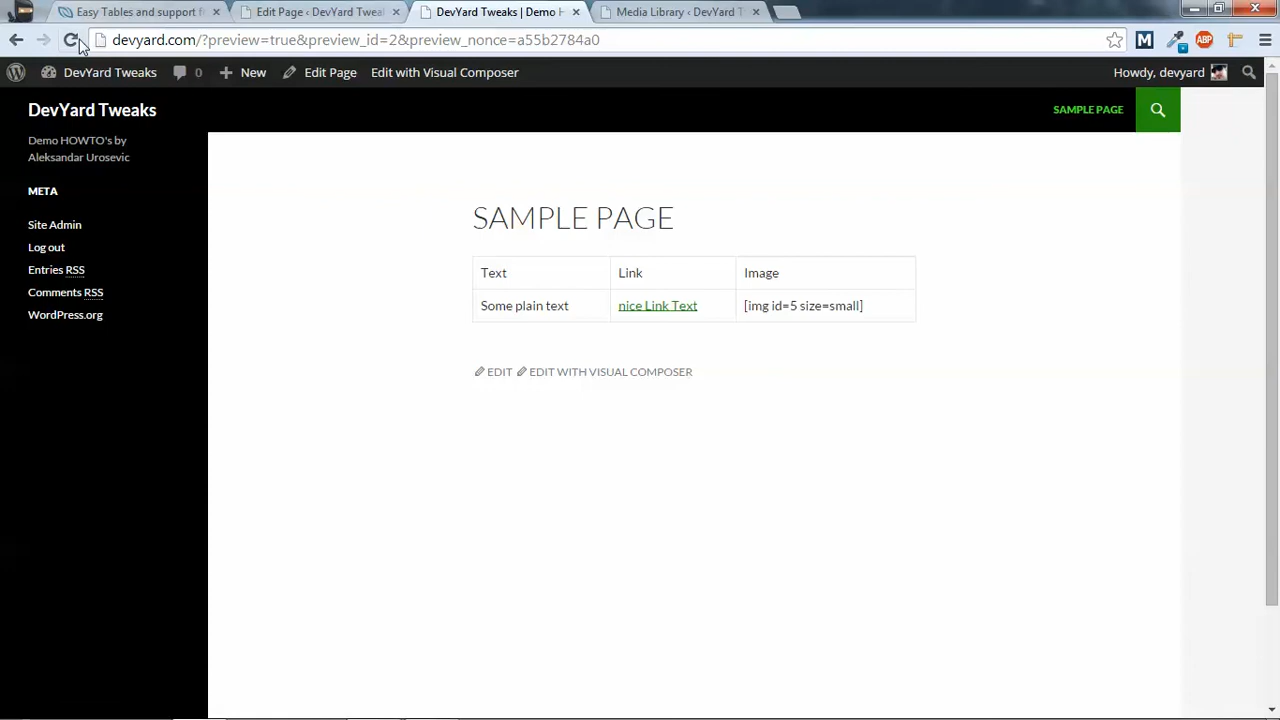 Easy Tables and support f
Edit Page ‹ DevYard Tweal
DevYard Tweaks | Demo H
Media Library ‹ DevYard T
devyard.com/?preview=true&preview_id=2&preview_nonce=a55b2784a0
M
ABP
DevYard Tweaks
0
New
Edit Page
Edit with Visual Composer
Howdy, devyard
DevYard Tweaks
SAMPLE PAGE
Demo HOWTO's by
Aleksandar Urosevic
META
Site Admin
Log out
Entries RSS
Comments RSS
WordPress.org
SAMPLE PAGE
Text Link Image
Some plain text nice Link Text [img id=5 size=small]
EDIT EDIT WITH VISUAL COMPOSER